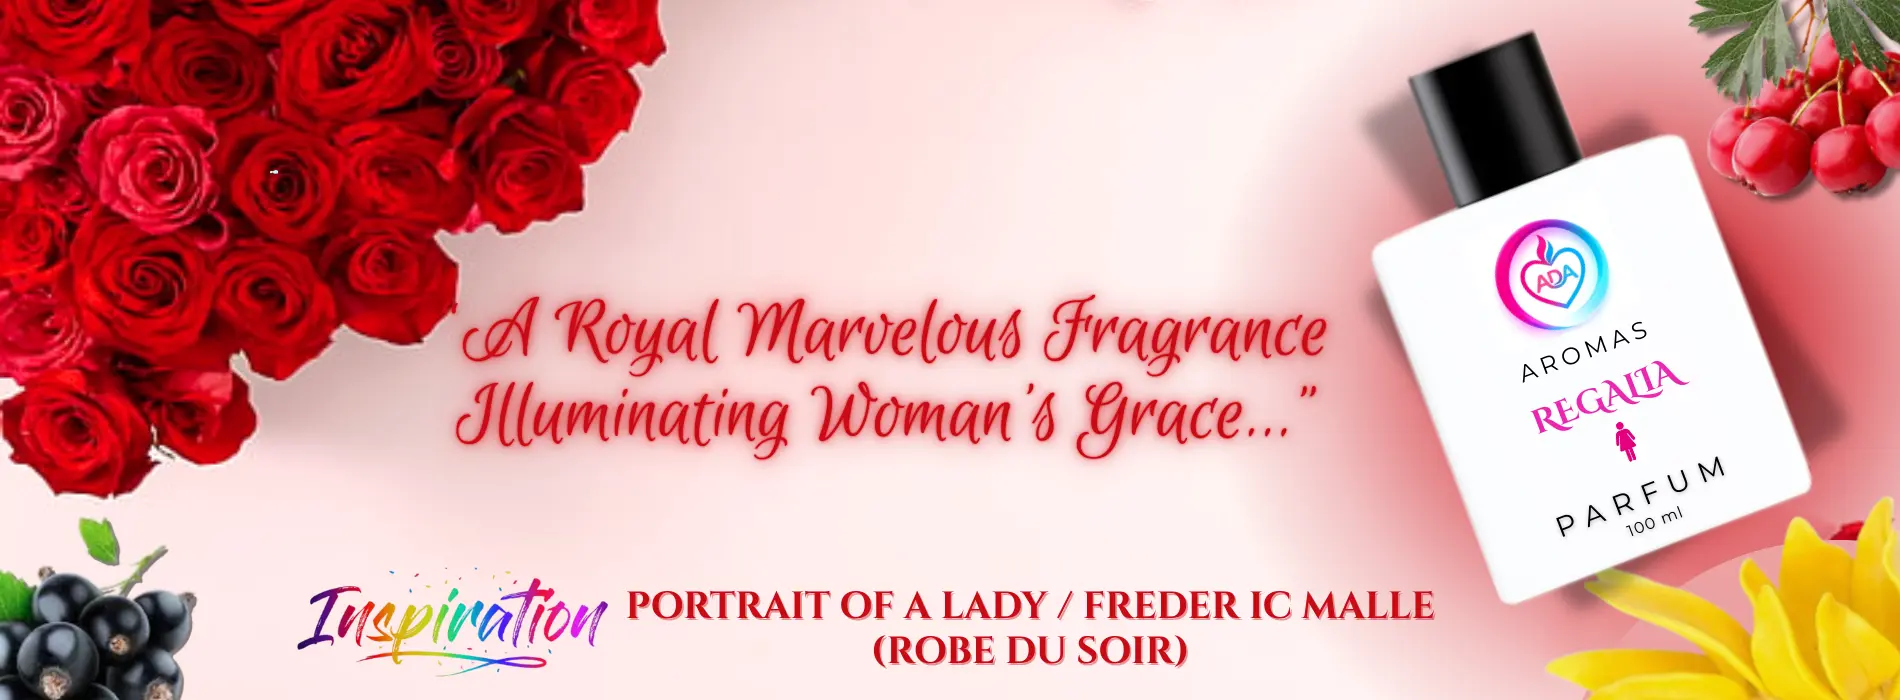 "A Royal Marvelous Fragrance
Illuminating Woman's Grace..."
ADA
AROMAS
REGALIA
PARFUM
100 ml
Inspiration PORTRAIT OF A LADY / FREDER IC MALLE
(ROBE DU SOIR)